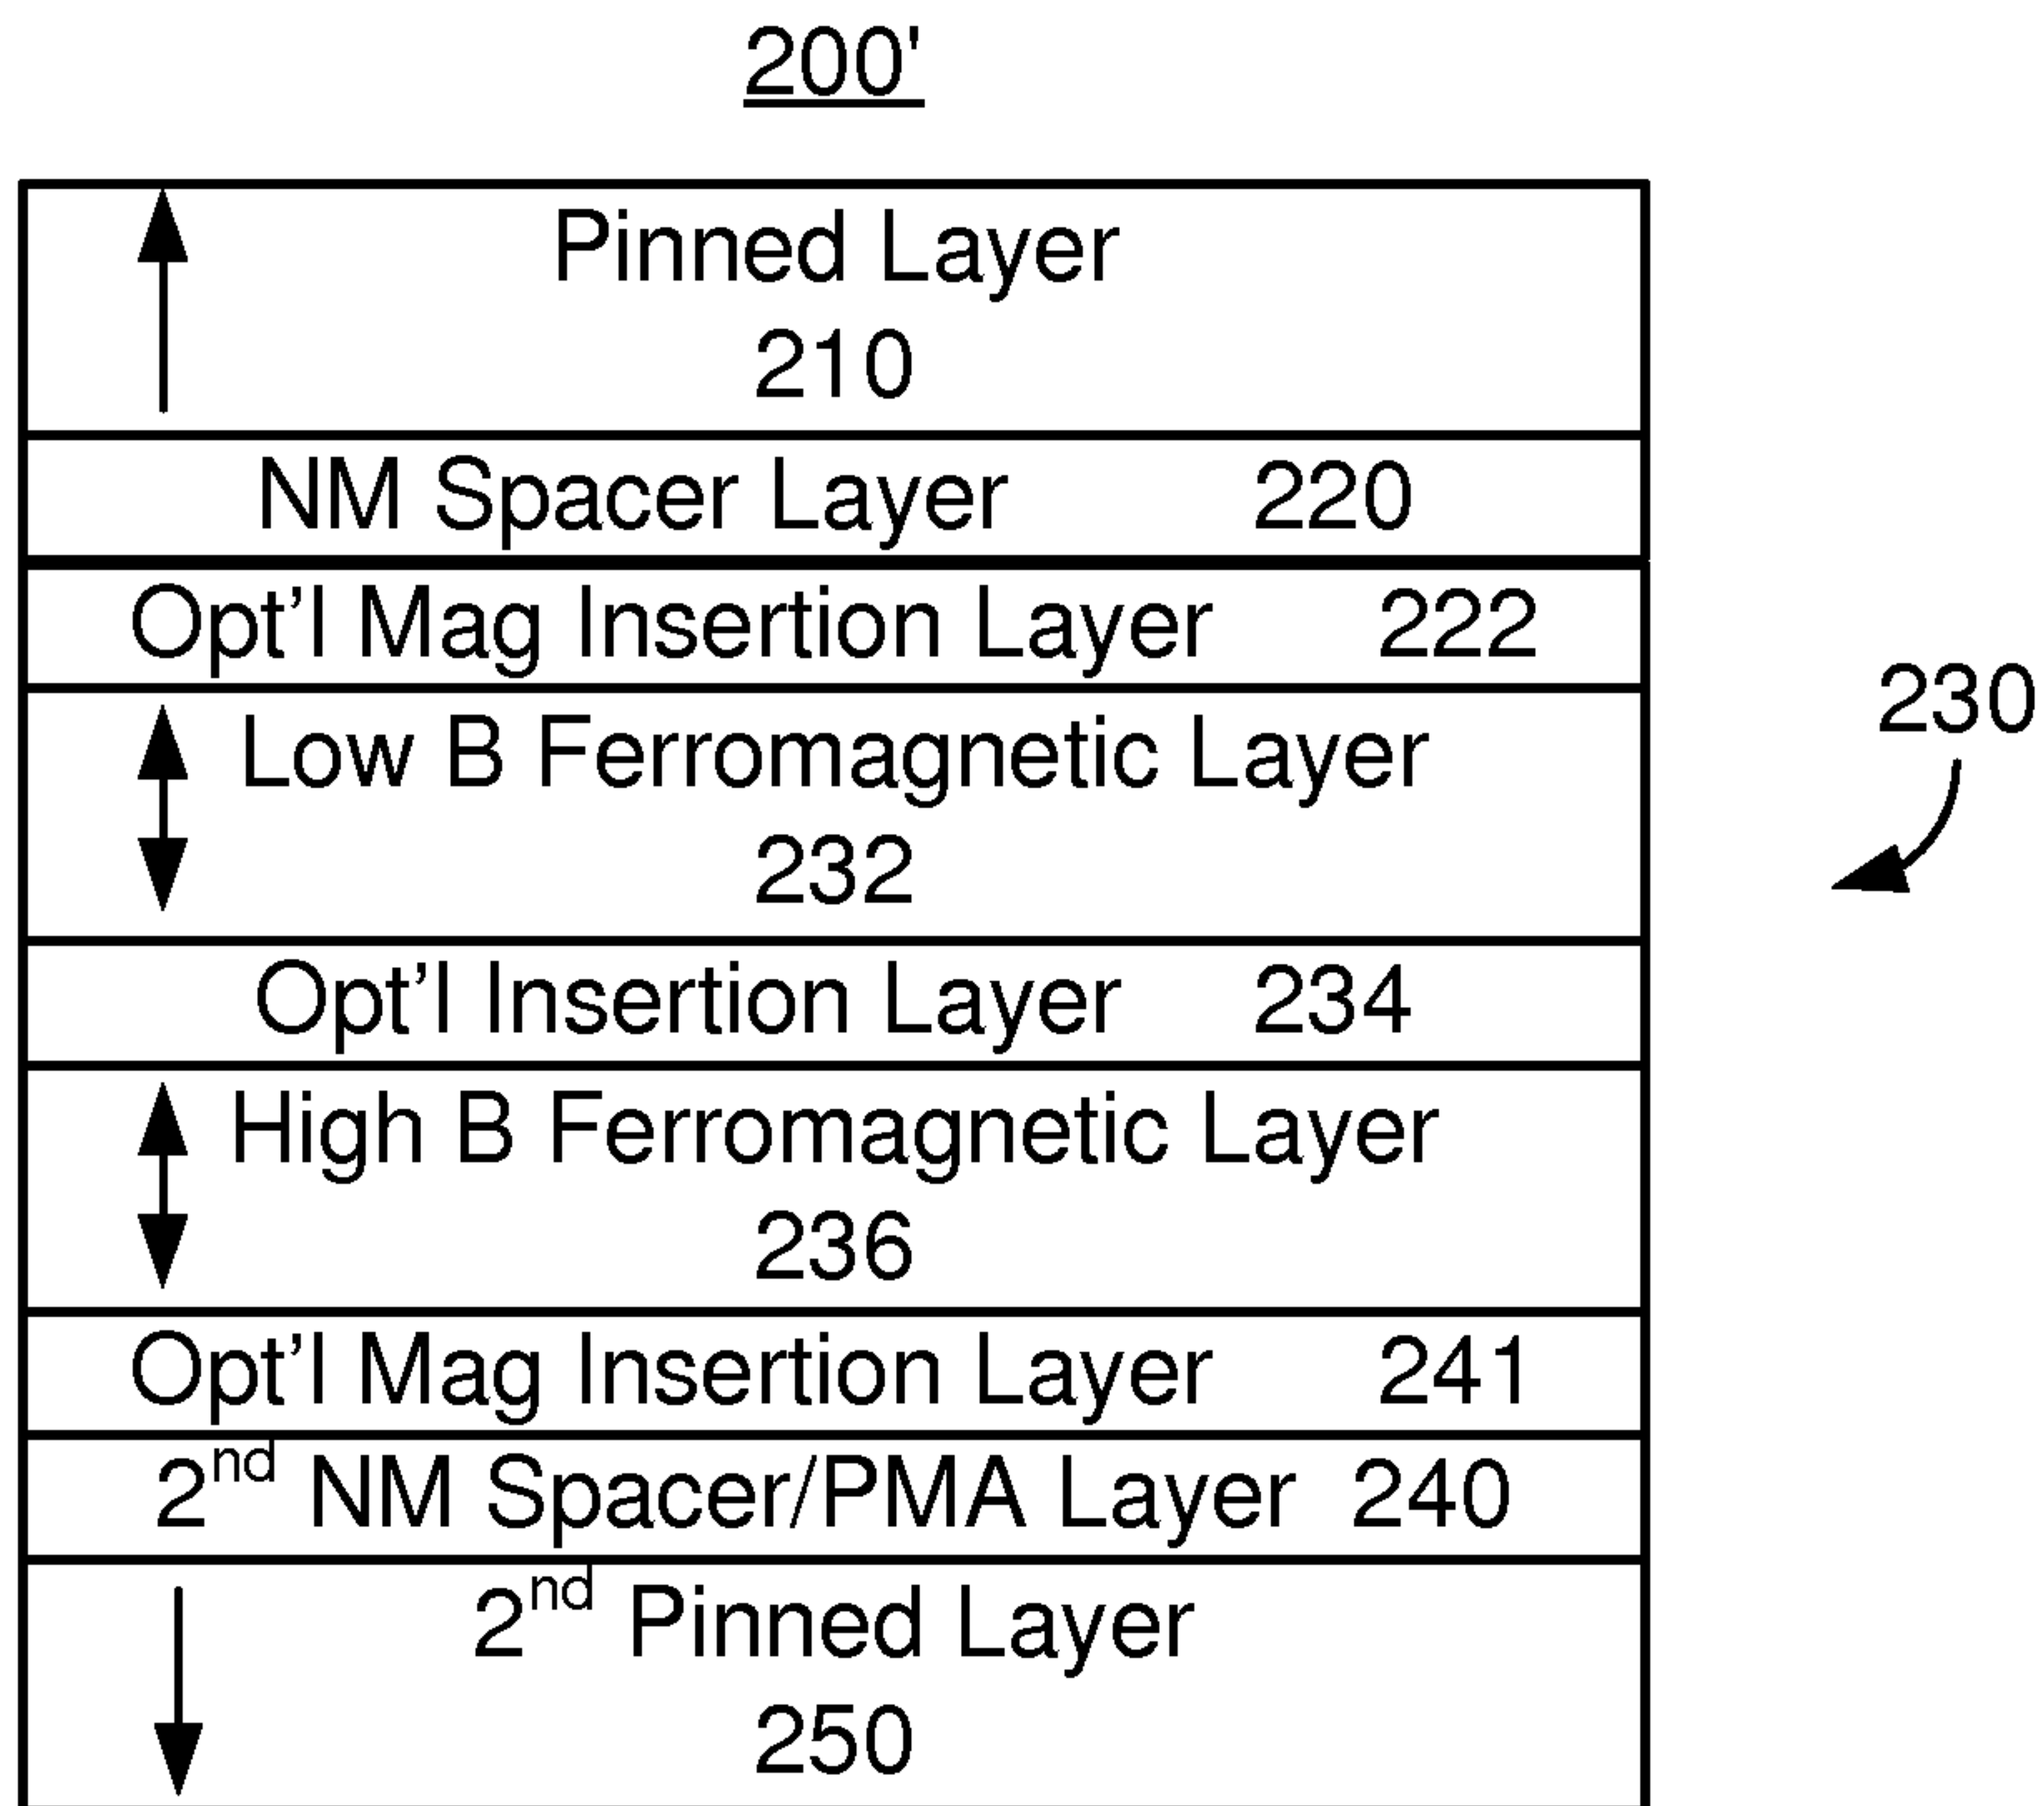 200'
Pinned Layer
210
NM Spacer Layer 220
Opt'l Mag Insertion Layer 222
230
Low B Ferromagnetic Layer
232
Opt'l Insertion Layer 234
High B Ferromagnetic Layer
236
Opt'l Mag Insertion Layer 241
2nd NM Spacer/PMA Layer 240
2nd Pinned Layer
250